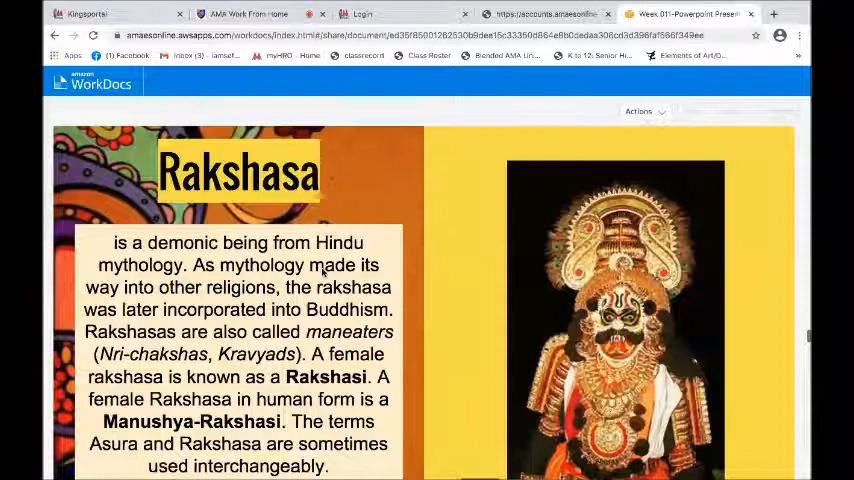 Kingsportal
AMA Work From Home
Login
https://accounts.amaesonline
Week 011-Powerpoint Present
amaesonline.awsapps.com/workdocs/index.html#/share/document/ed35f85001262530b9dee15c33350d864e9b0dedaa306cd3d396faf566f349ee
Apps
(1) Facebook
Inbox (3) - iamsef...
myHRO - Home
classrecord
Class Roster
Blended AMA Uni...
K to 12: Senior Hi...
Elements of Art/D...
amazon
WorkDocs
Actions
Rakshasa
is a demonic being from Hindu
mythology. As mythology made its
way into other religions, the rakshasa
was later incorporated into Buddhism.
Rakshasas are also called maneaters
(Nri-chakshas, Kravyads). A female
rakshasa is known as a Rakshasi. A
female Rakshasa in human form is a
Manushya-Rakshasi. The terms
Asura and Rakshasa are sometimes
used interchangeably.